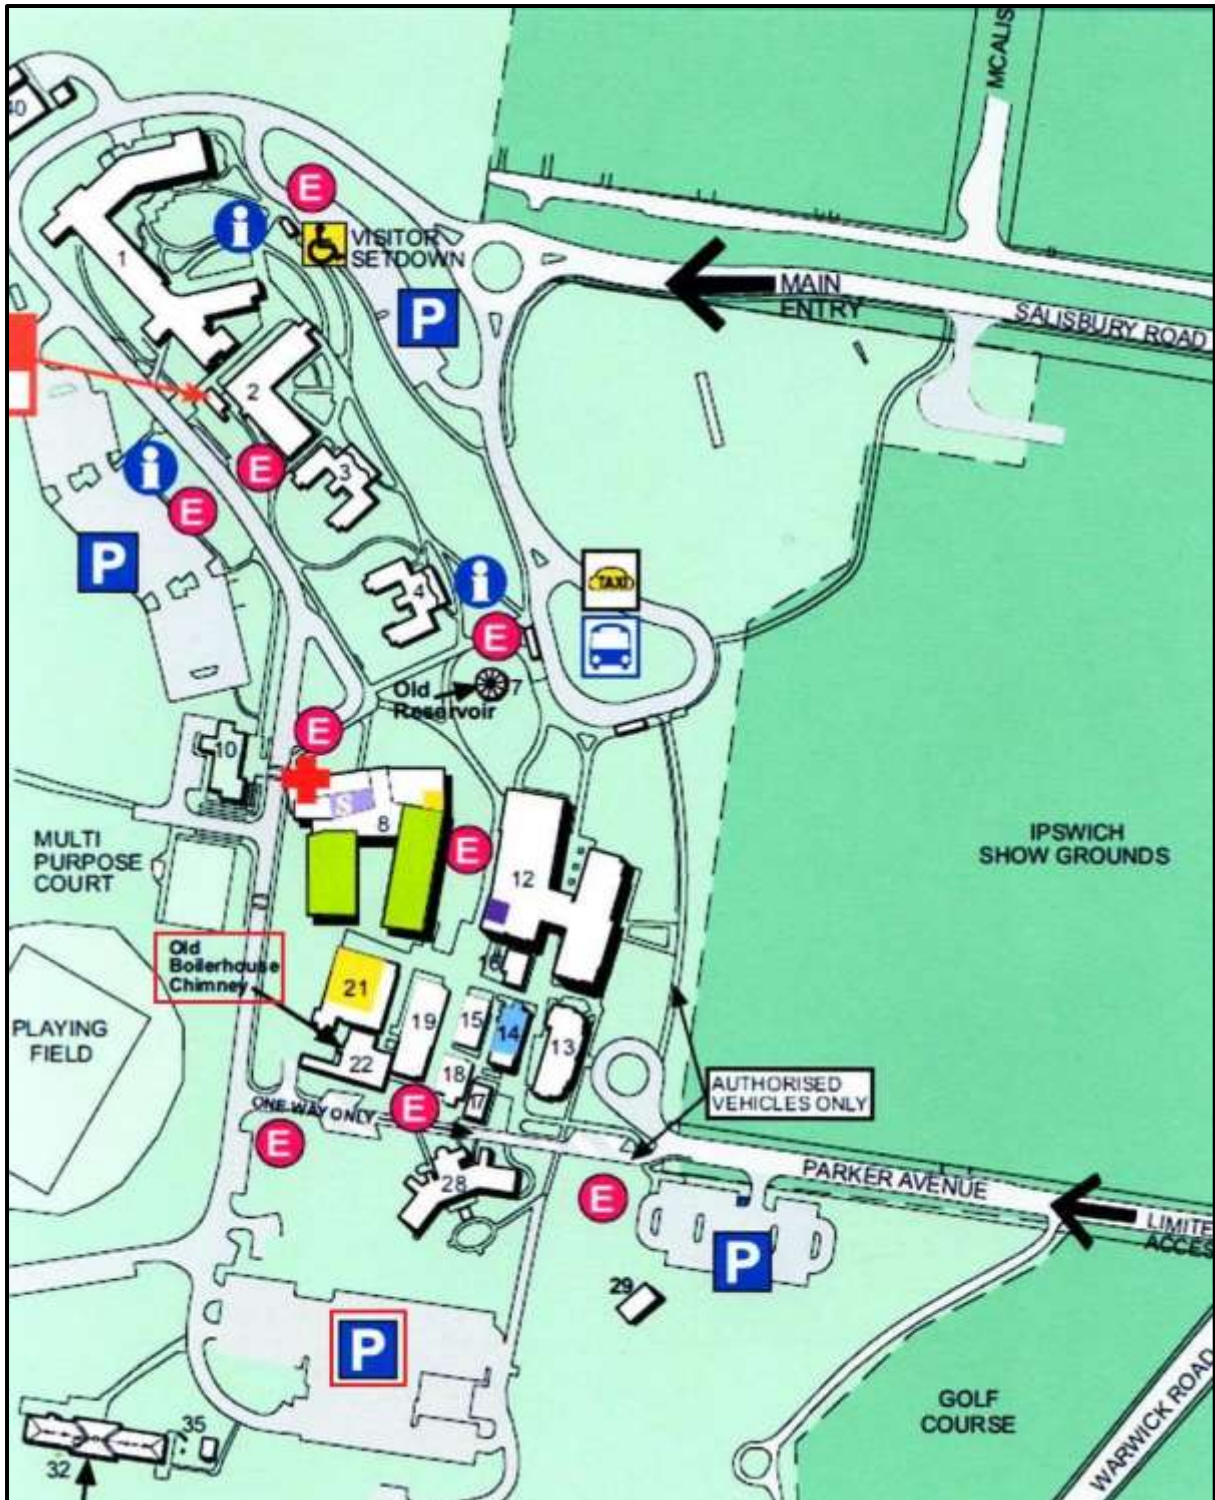 MCALIS
40
E
i
VISITOR
SETDOWN
1
P
MAIN
ENTRY
SALISBURY ROAD
2
E
i
3
E
P
TAXI
i
4
E
Old
Reservoir
7
E
10
S
8
E
MULTI
PURPOSE
COURT
IPSWICH
SHOW GROUNDS
12
Old
Boilerhouse
Chimney
16
21
PLAYING
FIELD
19
15
14
13
22
18
17
AUTHORISED
VEHICLES ONLY
ONE WAY ONLY
E
E
28
PARKER AVENUE
E
LIMITE
ACCES
P
29
P
GOLF
COURSE
WARWICK ROAD
35
32